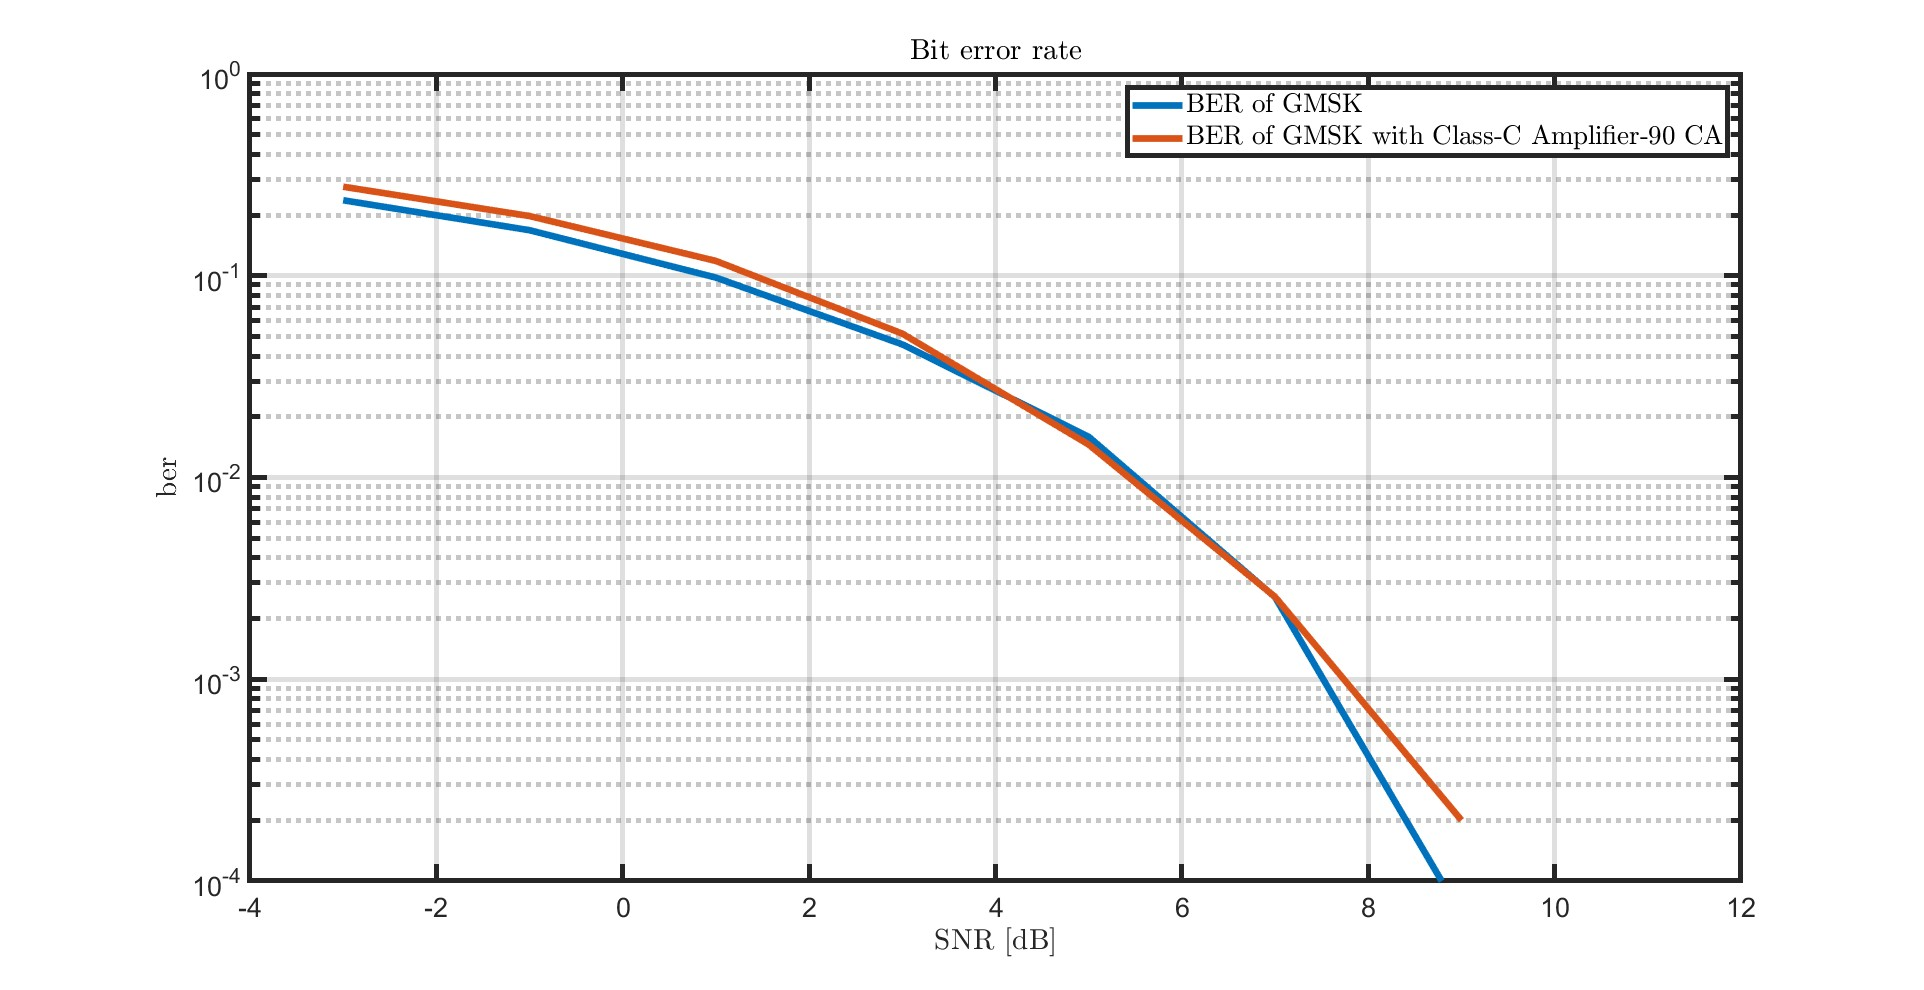 Bit error rate
BER of GMSK
BER of GMSK with Class-C Amplifier-90 CA
10^0
10^-1
10^-2
10^-3
10^-4
ber
-4 -2 0 2 4 6 8 10 12
SNR [dB]